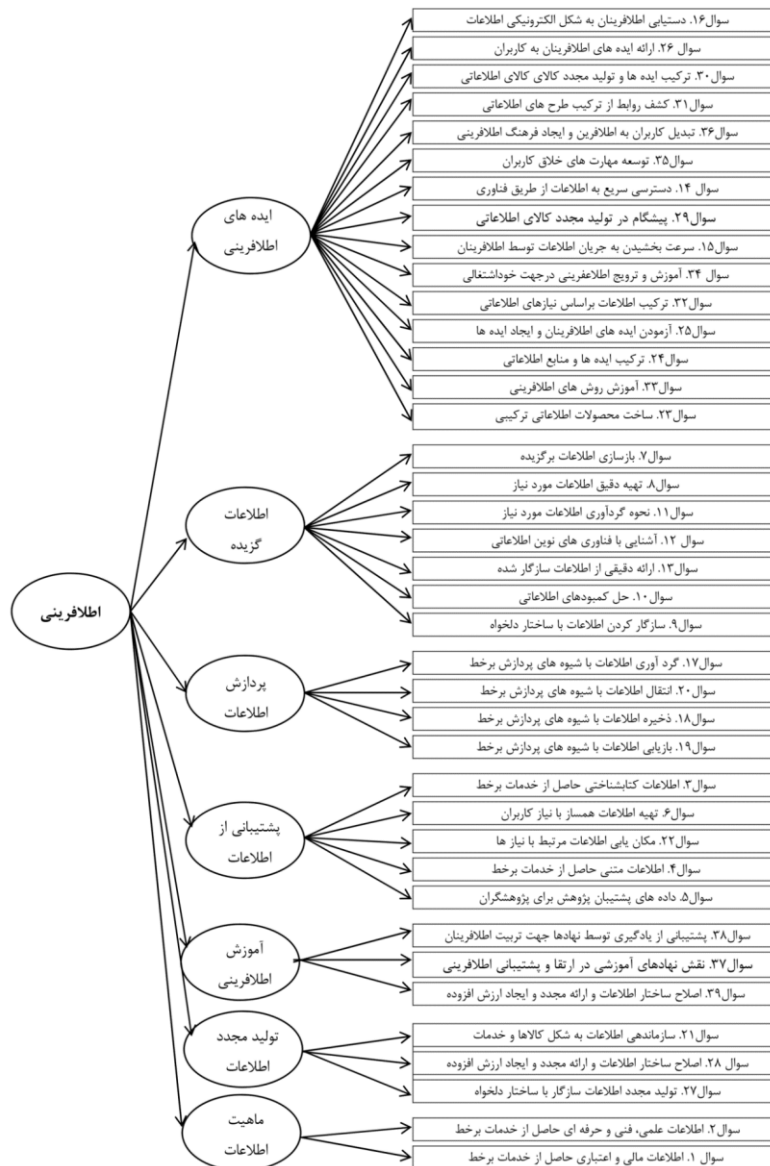 سوال۱۶. دستیابی اطلافرینان به شکل الکترونیکی اطلاعات
سوال ۲۶. ارائه ایده های اطلافرینان به کاربران
سوال۳۰. ترکیب ایده ها و تولید مجدد کالای کالای اطلاعاتی
سوال۳۱. کشف روابط از ترکیب طرح های اطلاعاتی
سوال۳۶. تبدیل کاربران به اطلافرین و ایجاد فرهنگ اطلافرینی
سوال۳۵. توسعه مهارت های خلاق کاربران
سوال ۱۴. دسترسی سریع به اطلاعات از طریق فناوری
سوال۲۹. پیشگام در تولید مجدد کالای اطلاعاتی
سوال۱۵. سرعت بخشیدن به جریان اطلاعات توسط اطلافرینان
سوال ۳۴. آموزش و ترویج اطلاعفرینی درجهت خوداشتغالی
سوال۳۲. ترکیب اطلاعات براساس نیازهای اطلاعاتی
سوال۲۵. آزمودن ایده های اطلافرینان و ایجاد ایده ها
سوال۲۴. ترکیب ایده ها و منابع اطلاعاتی
سوال۳۳. آموزش روش های اطلافرینی
سوال۲۳. ساخت محصولات اطلاعاتی ترکیبی
ایده های
اطلافرینی
سوال۷. بازسازی اطلاعات برگزیده
سوال۸. تهیه دقیق اطلاعات مورد نیاز
سوال۱۱. نحوه گردآوری اطلاعات مورد نیاز
سوال ۱۲. آشنایی با فناوری های نوین اطلاعاتی
سوال۱۳. ارائه دقیقی از اطلاعات سازگار شده
سوال۱۰. حل کمبودهای اطلاعاتی
سوال۹. سازگار کردن اطلاعات با ساختار دلخواه
اطلاعات
گزیده
اطلافرینی
سوال۱۷. گرد آوری اطلاعات با شیوه های پردازش برخط
سوال۲۰. انتقال اطلاعات با شیوه های پردازش برخط
سوال۱۸. ذخیره اطلاعات با شیوه های پردازش برخط
سوال۱۹. بازیابی اطلاعات با شیوه های پردازش برخط
پردازش
اطلاعات
سوال۳. اطلاعات کتابشناختی حاصل از خدمات برخط
سوال۶. تهیه اطلاعات همساز با نیاز کاربران
سوال۲۲. مکان یابی اطلاعات مرتبط با نیاز ها
سوال۴. اطلاعات متنی حاصل از خدمات برخط
سوال۵. داده های پشتیبان پژوهش برای پژوهشگران
پشتیبانی از
اطلاعات
سوال۳۸. پشتیبانی از یادگیری توسط نهادها جهت تربیت اطلافرینان
سوال۳۷. نقش نهادهای آموزشی در ارتقا و پشتیبانی اطلافرینی
سوال۳۹. اصلاح ساختار اطلاعات و ارائه مجدد و ایجاد ارزش افزوده
آموزش
اطلافرینی
سوال۲۱. سازماندهی اطلاعات به شکل کالاها و خدمات
سوال ۲۸. اصلاح ساختار اطلاعات و ارائه مجدد و ایجاد ارزش افزوده
سوال۲۷. تولید مجدد اطلاعات سازگار با ساختار دلخواه
تولید مجدد
اطلاعات
سوال۲. اطلاعات علمی، فنی و حرفه ای حاصل از خدمات برخط
سوال ۱. اطلاعات مالی و اعتباری حاصل از خدمات برخط
ماهیت
اطلاعات